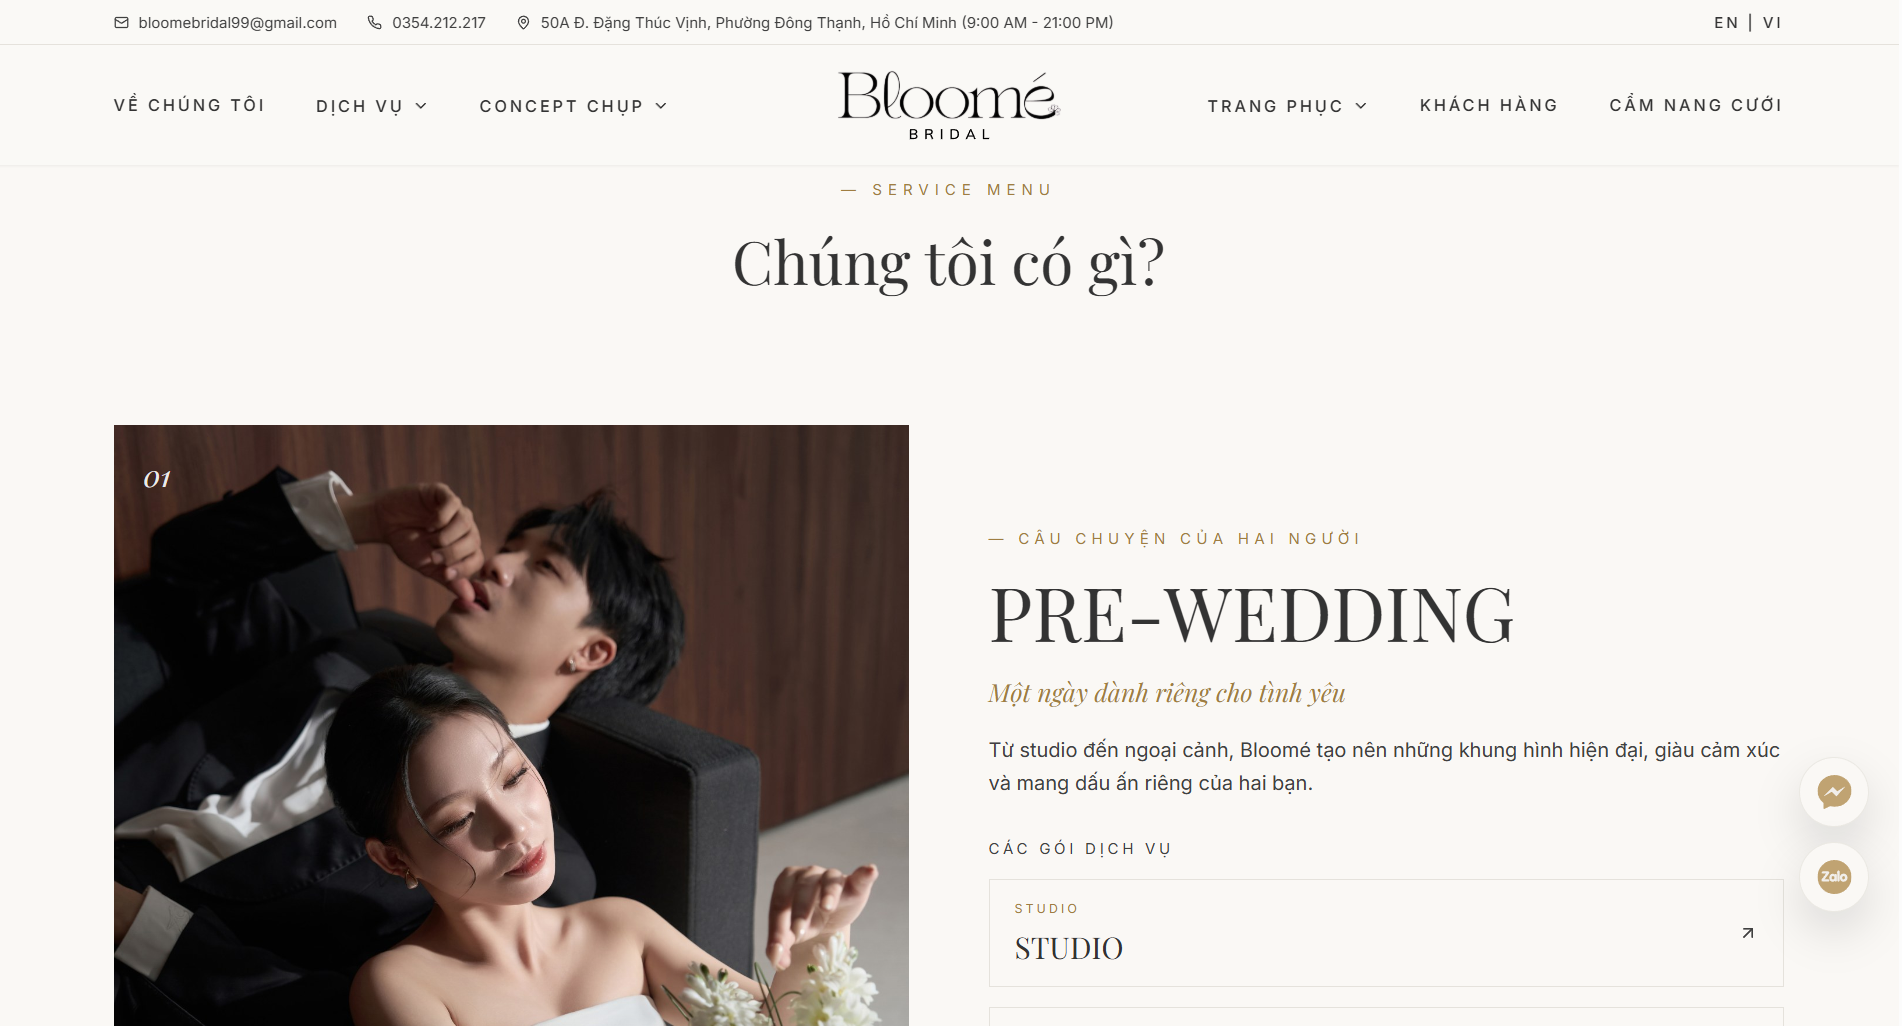 bloomebridal99@gmail.com
0354.212.217
50A Đ. Đặng Thúc Vịnh, Phường Đông Thạnh, Hồ Chí Minh (9:00 AM - 21:00 PM)
EN | VI
VỀ CHÚNG TÔI
DỊCH VỤ
CONCEPT CHỤP
Bloomé
BRIDAL
TRANG PHỤC
KHÁCH HÀNG
CẨM NANG CƯỚI
— SERVICE MENU
Chúng tôi có gì?
01
— CÂU CHUYỆN CỦA HAI NGƯỜI
PRE-WEDDING
Một ngày dành riêng cho tình yêu
Từ studio đến ngoại cảnh, Bloomé tạo nên những khung hình hiện đại, giàu cảm xúc
và mang dấu ấn riêng của hai bạn.
CÁC GÓI DỊCH VỤ
STUDIO
STUDIO
Zalo